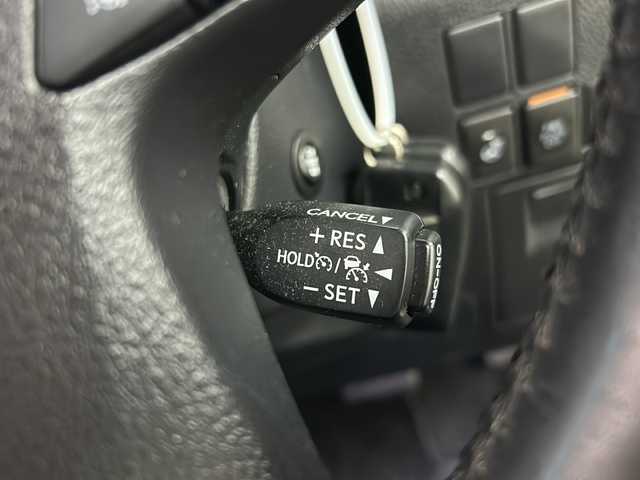 CANCEL▼
+ RES ▲
HOLD / ◀
− SET ▼
ON-OFF